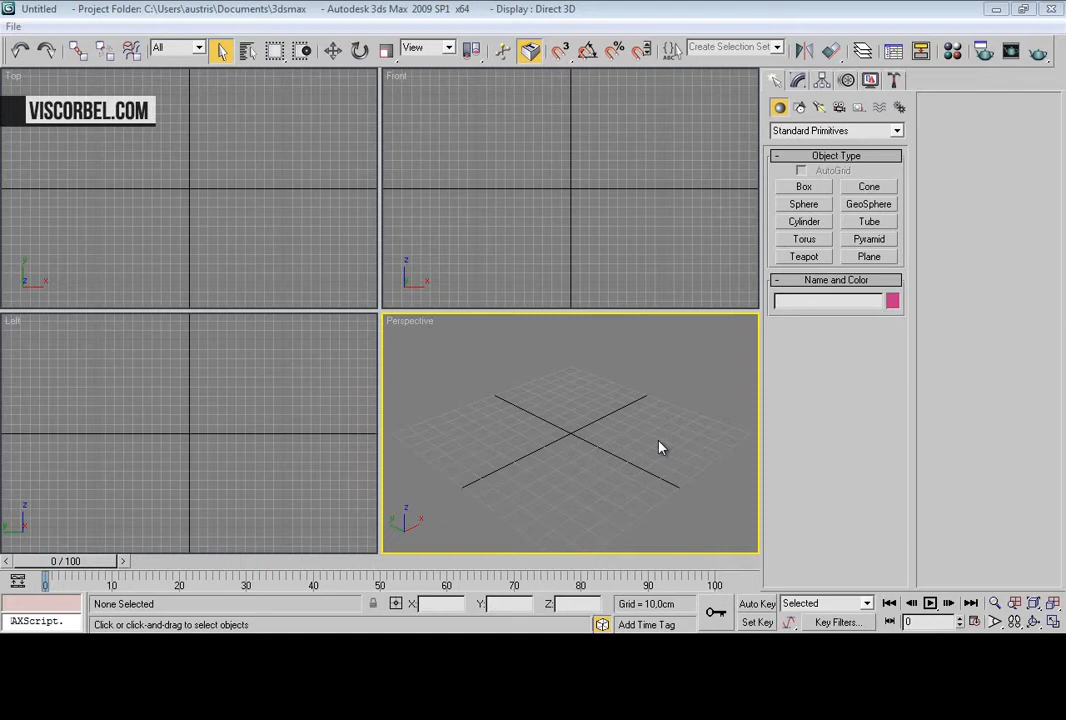 Untitled - Project Folder: C:\Users\austris\Documents\3dsmax - Autodesk 3ds Max 2009 SP1 x64 - Display : Direct 3D
File
All
View
Create Selection Set
Top
Front
VISCORBEL.COM
Standard Primitives
Object Type
AutoGrid
Box
Cone
Sphere
GeoSphere
Cylinder
Tube
Torus
Pyramid
Teapot
Plane
Name and Color
y
z
z
x
x
Left
Perspective
z
y
x
z
y
x
0 / 100
0
10
20
30
40
50
60
70
80
90
100
None Selected
X:
Y:
Z:
Grid = 10,0cm
Auto Key
Selected
AXScript.
Click or click-and-drag to select objects
Add Time Tag
Set Key
Key Filters...
0